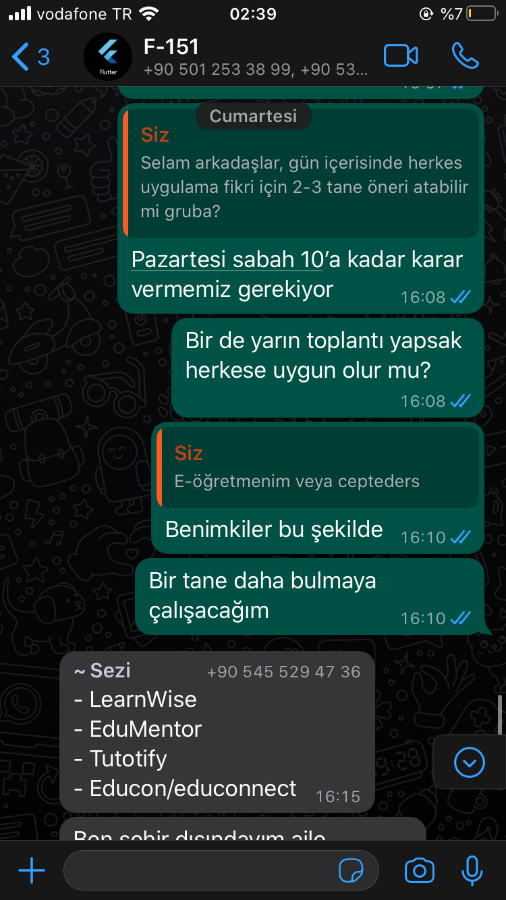 vodafone TR
02:39
%7
3
F-151
+90 501 253 38 99, +90 53...
Flutter
Cumartesi
Siz
Selam arkadaşlar, gün içerisinde herkes
uygulama fikri için 2-3 tane öneri atabilir
mi gruba?
Pazartesi sabah 10’a kadar karar
vermemiz gerekiyor
16:08
Bir de yarın toplantı yapsak
herkese uygun olur mu?
16:08
Siz
E-öğretmenim veya cepteders
Benimkiler bu şekilde
16:10
Bir tane daha bulmaya
çalışacağım
16:10
~ Sezi
+90 545 529 47 36
- LearnWise
- EduMentor
- Tutotify
- Educon/educonnect
16:15
Ben şehir dışındayım aile